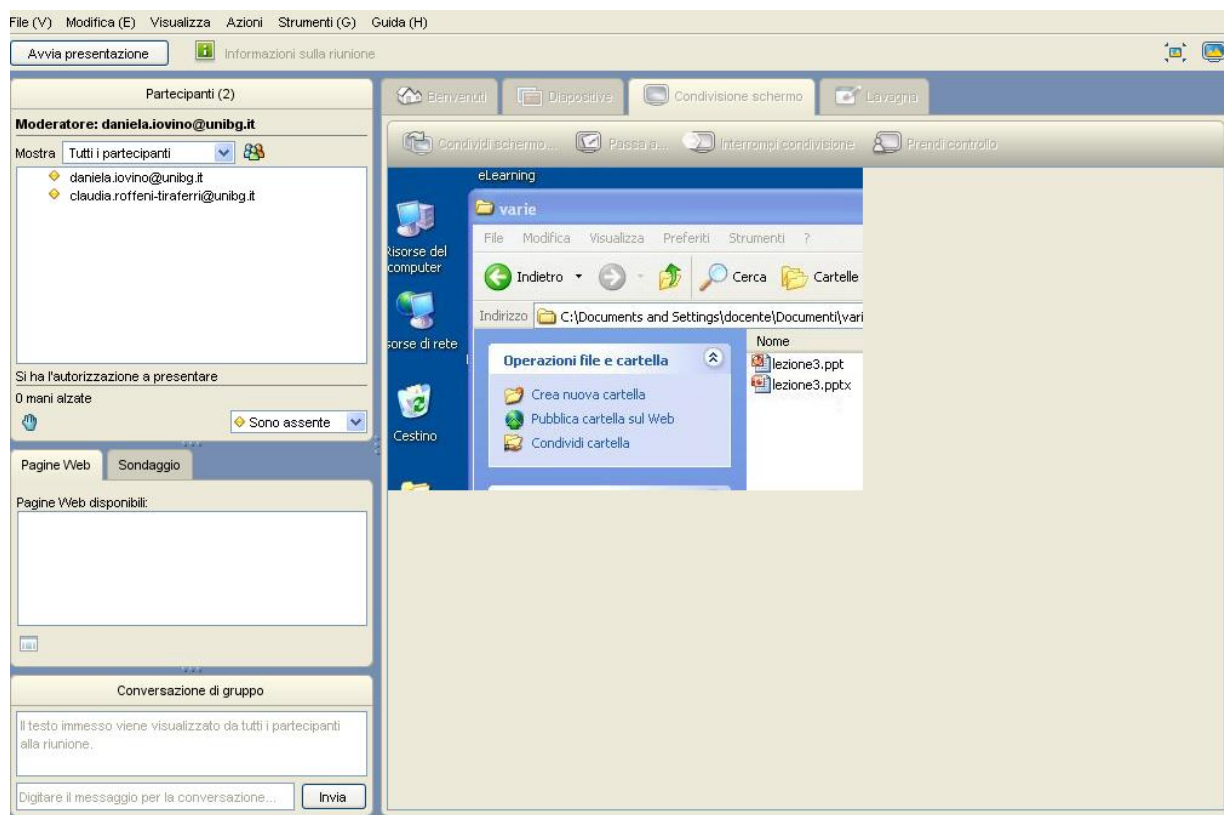 File (V) Modifica (E) Visualizza Azioni Strumenti (G) Guida (H)
Avvia presentazione
Informazioni sulla riunione
Partecipanti (2)
Moderatore: daniela.iovino@unibg.it
Mostra Tutti i partecipanti
daniela.iovino@unibg.it
claudia.roffeni-tiraferri@unibg.it
Si ha l'autorizzazione a presentare
0 mani alzate
Sono assente
Pagine Web Sondaggio
Pagine Web disponibili:
Conversazione di gruppo
Il testo immesso viene visualizzato da tutti i partecipanti
alla riunione.
Digitare il messaggio per la conversazione...
Invia
Benvenuti Diapositive Condivisione schermo Lavagna
Condividi schermo... Passa a... Interrompi condivisione Prendi controllo
eLearning
Risorse del
computer
sorse di rete
Cestino
varie
File Modifica Visualizza Preferiti Strumenti ?
Indietro Cerca Cartelle
Indirizzo C:\Documents and Settings\docente\Documenti\vari
Operazioni file e cartella
Crea nuova cartella
Pubblica cartella sul Web
Condividi cartella
Nome
lezione3.ppt
lezione3.pptx